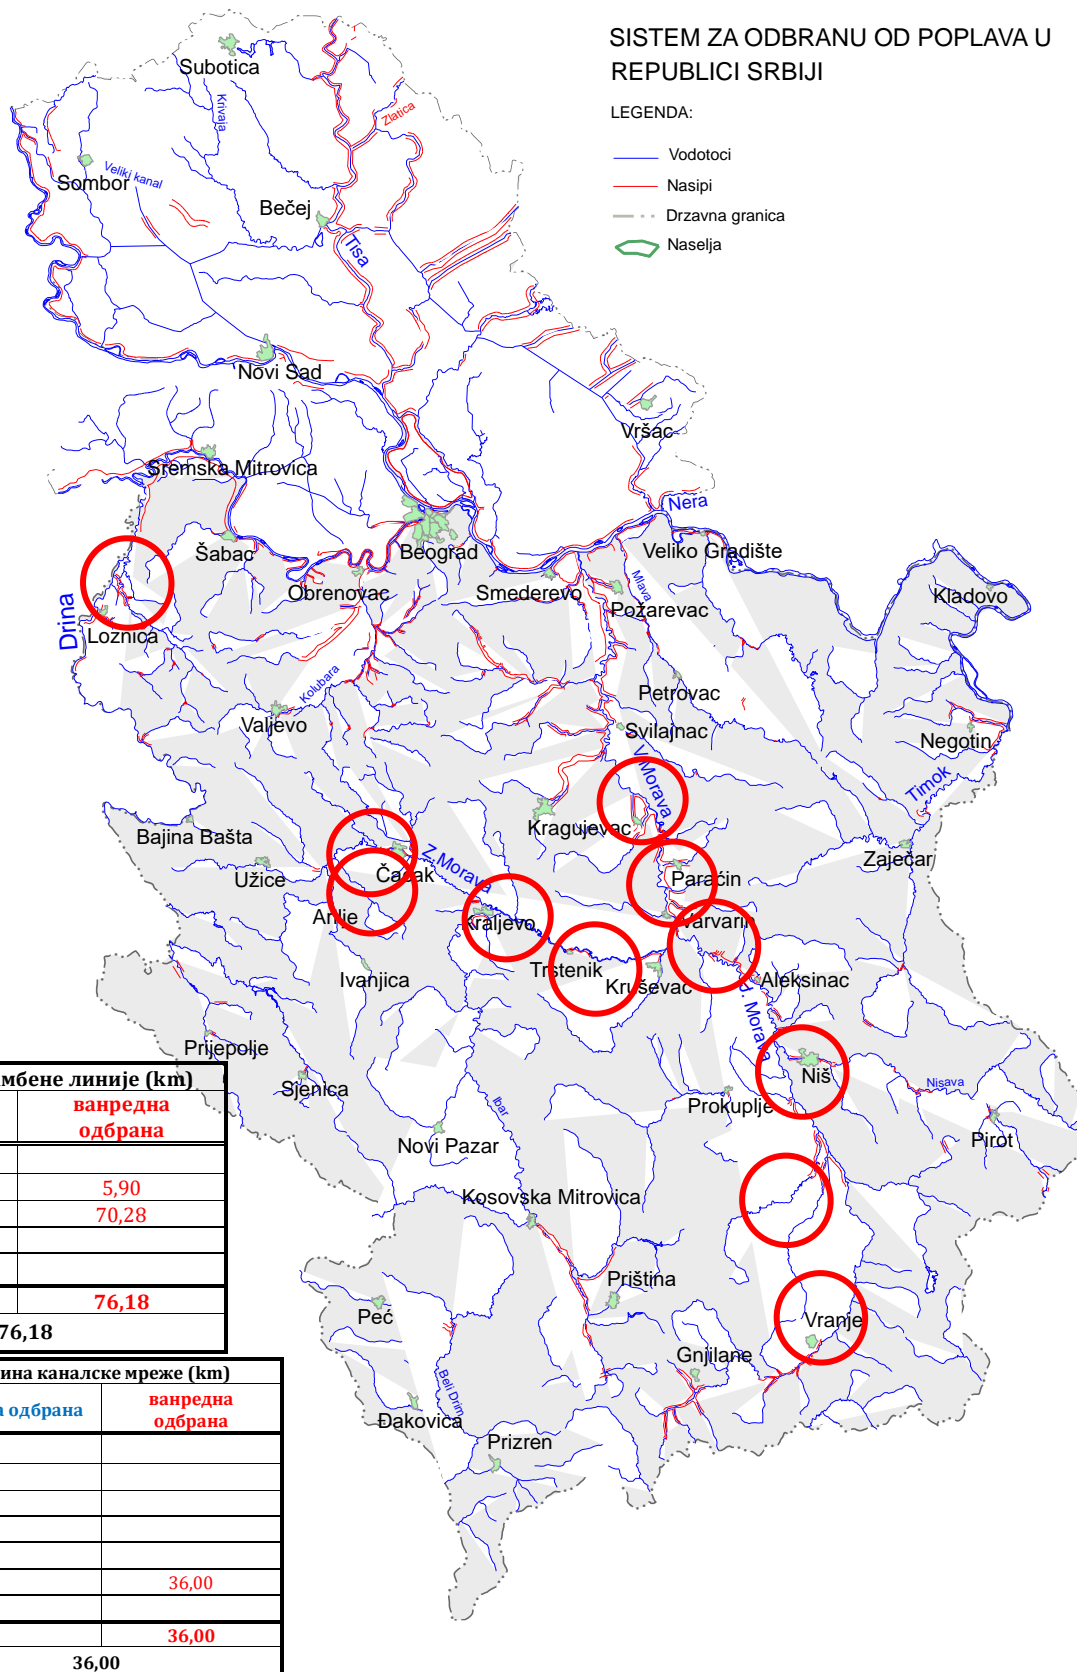 SISTEM ZA ODBRANU OD POPLAVA U
REPUBLICI SRBIJI
LEGENDA:
Vodotoci
Nasipi
Drzavna granica
Naselja
Subotica
Krivaja
Zlatica
Sombor
Veliki kanal
Bečej
Tisa
Novi Sad
Vršac
Sremska Mitrovica
Nera
Šabac
Beograd
Veliko Gradište
Obrenovac
Smederevo
Mlava
Požarevac
Kladovo
Drina
Loznica
Kolubara
Petrovac
Valjevo
Svilajnac
Negotin
V.Morava
Timok
Bajina Bašta
Kragujevac
Užice
Čačak
Z.Morava
Paraćin
Zaječar
Arilje
Kraljevo
Varvarin
Ivanjica
Trstenik
Kruševac
Aleksinac
J. Morava
Prijepolje
Sjenica
Niš
Ibar
Prokuplje
Nisava
Novi Pazar
Pirot
Kosovska Mitrovica
Priština
Peć
Vranje
Gnjilane
Beli Drim
Đakovica
Prizren
мбене линије (km)
ванредна
одбрана
5,90
70,28
76,18
76,18
ина каналске мреже (km)
а одбрана
ванредна
одбрана
36,00
36,00
36,00